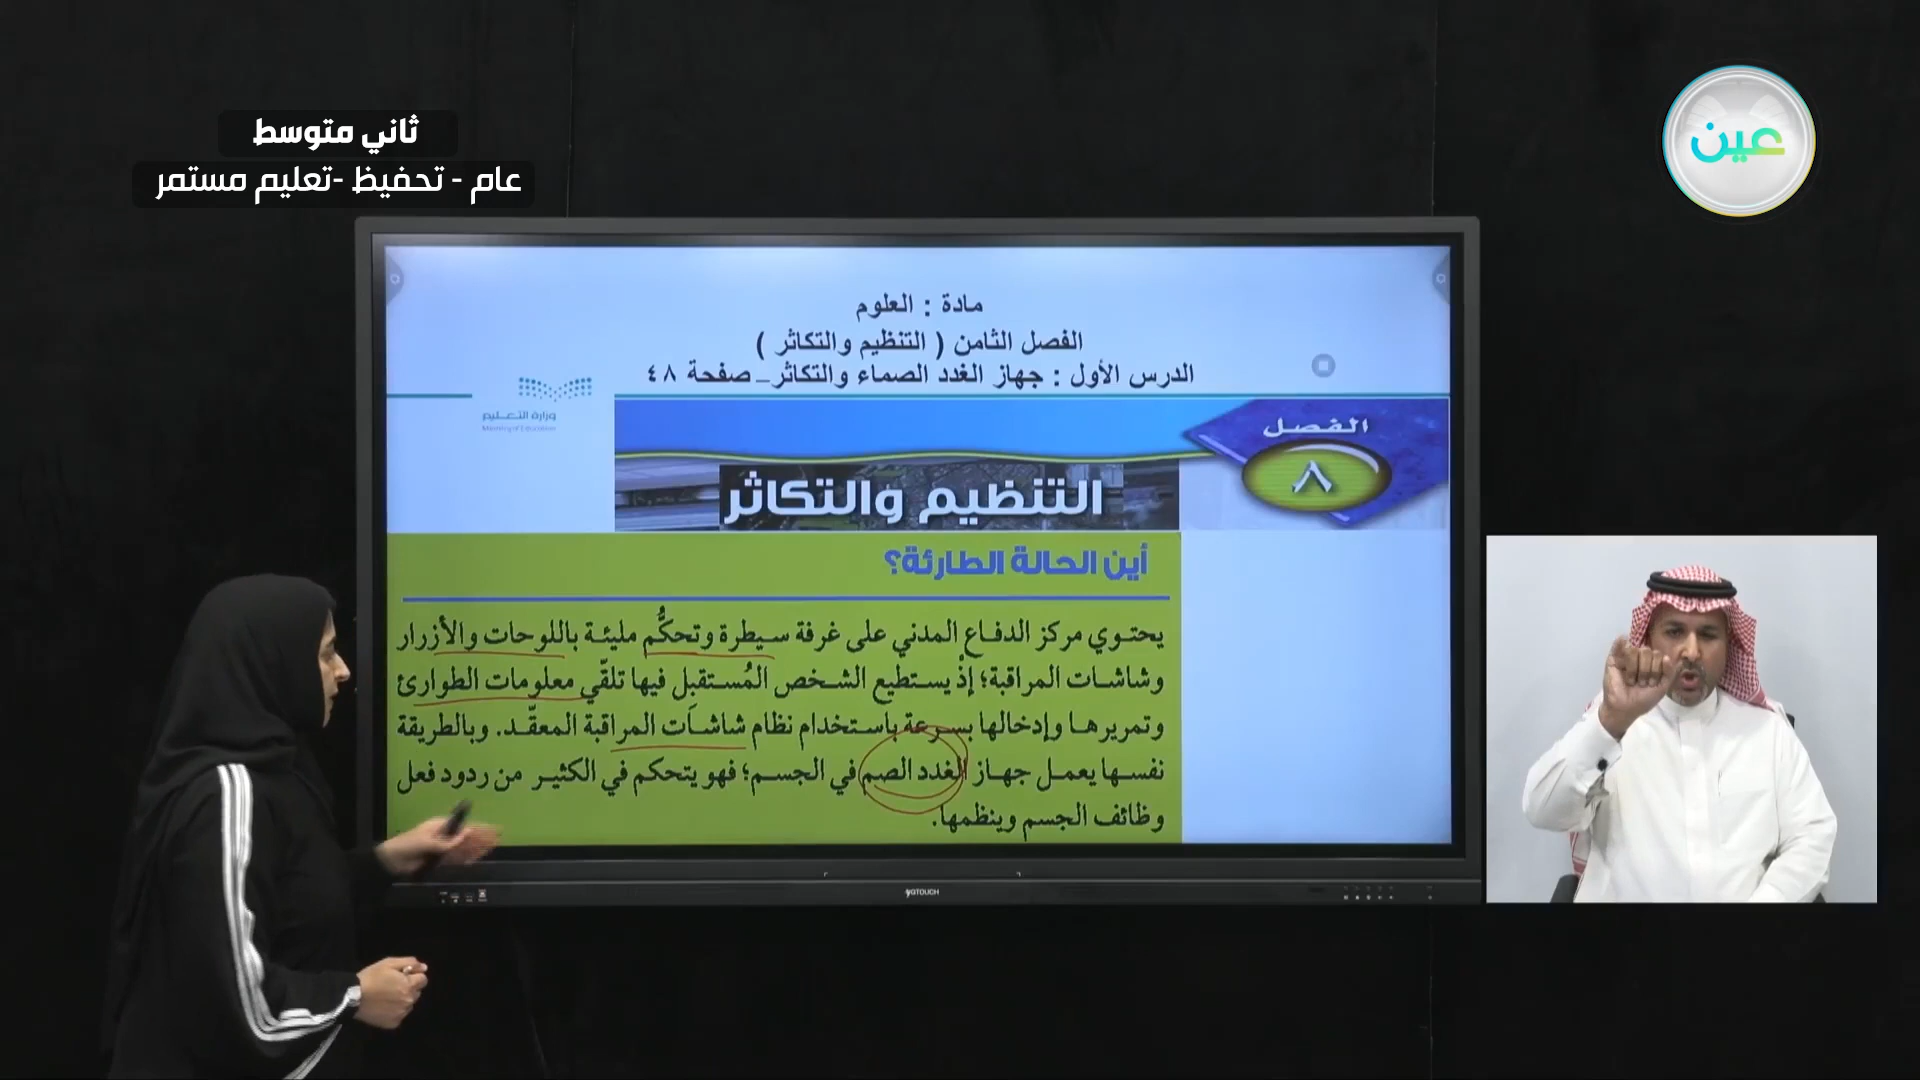 ثاني متوسط
عام - تحفيظ -تعليم مستمر
عين
مادة : العلوم
الفصل الثامن ( التنظيم والتكاثر )
الدرس الأول : جهاز الغدد الصماء والتكاثر– صفحة ٤٨
وزارة التعليم
Ministry of Education
الفصل
٨
التنظيم والتكاثر
أين الحالة الطارئة؟
يحتوي مركز الدفاع المدني على غرفة سيطرة وتحكُّم مليئة باللوحات والأزرار
وشاشات المراقبة؛ إذْ يستطيع الشخص المُستقبِل فيها تلقّي معلومات الطوارئ
وتمريرها وإدخالها بسرعة باستخدام نظام شاشات المراقبة المعقّد. وبالطريقة
نفسها يعمل جهاز الغدد الصم في الجسم؛ فهو يتحكم في الكثير من ردود فعل
وظائف الجسم وينظمها.